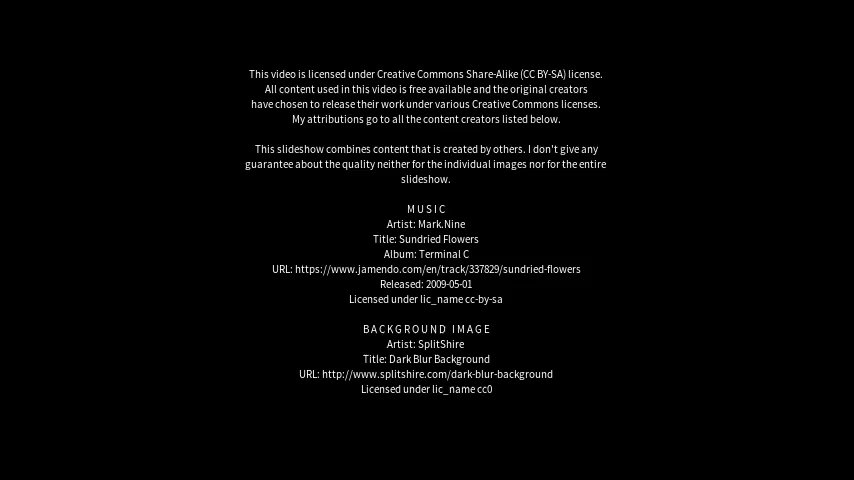 This video is licensed under Creative Commons Share-Alike (CC BY-SA) license.
All content used in this video is free available and the original creators
have chosen to release their work under various Creative Commons licenses.
My attributions go to all the content creators listed below.
This slideshow combines content that is created by others. I don't give any
guarantee about the quality neither for the individual images nor for the entire
slideshow.
MUSIC
Artist: Mark.Nine
Title: Sundried Flowers
Album: Terminal C
URL: https://www.jamendo.com/en/track/337829/sundried-flowers
Released: 2009-05-01
Licensed under lic_name cc-by-sa
BACKGROUND IMAGE
Artist: SplitShire
Title: Dark Blur Background
URL: http://www.splitshire.com/dark-blur-background
Licensed under lic_name cc0